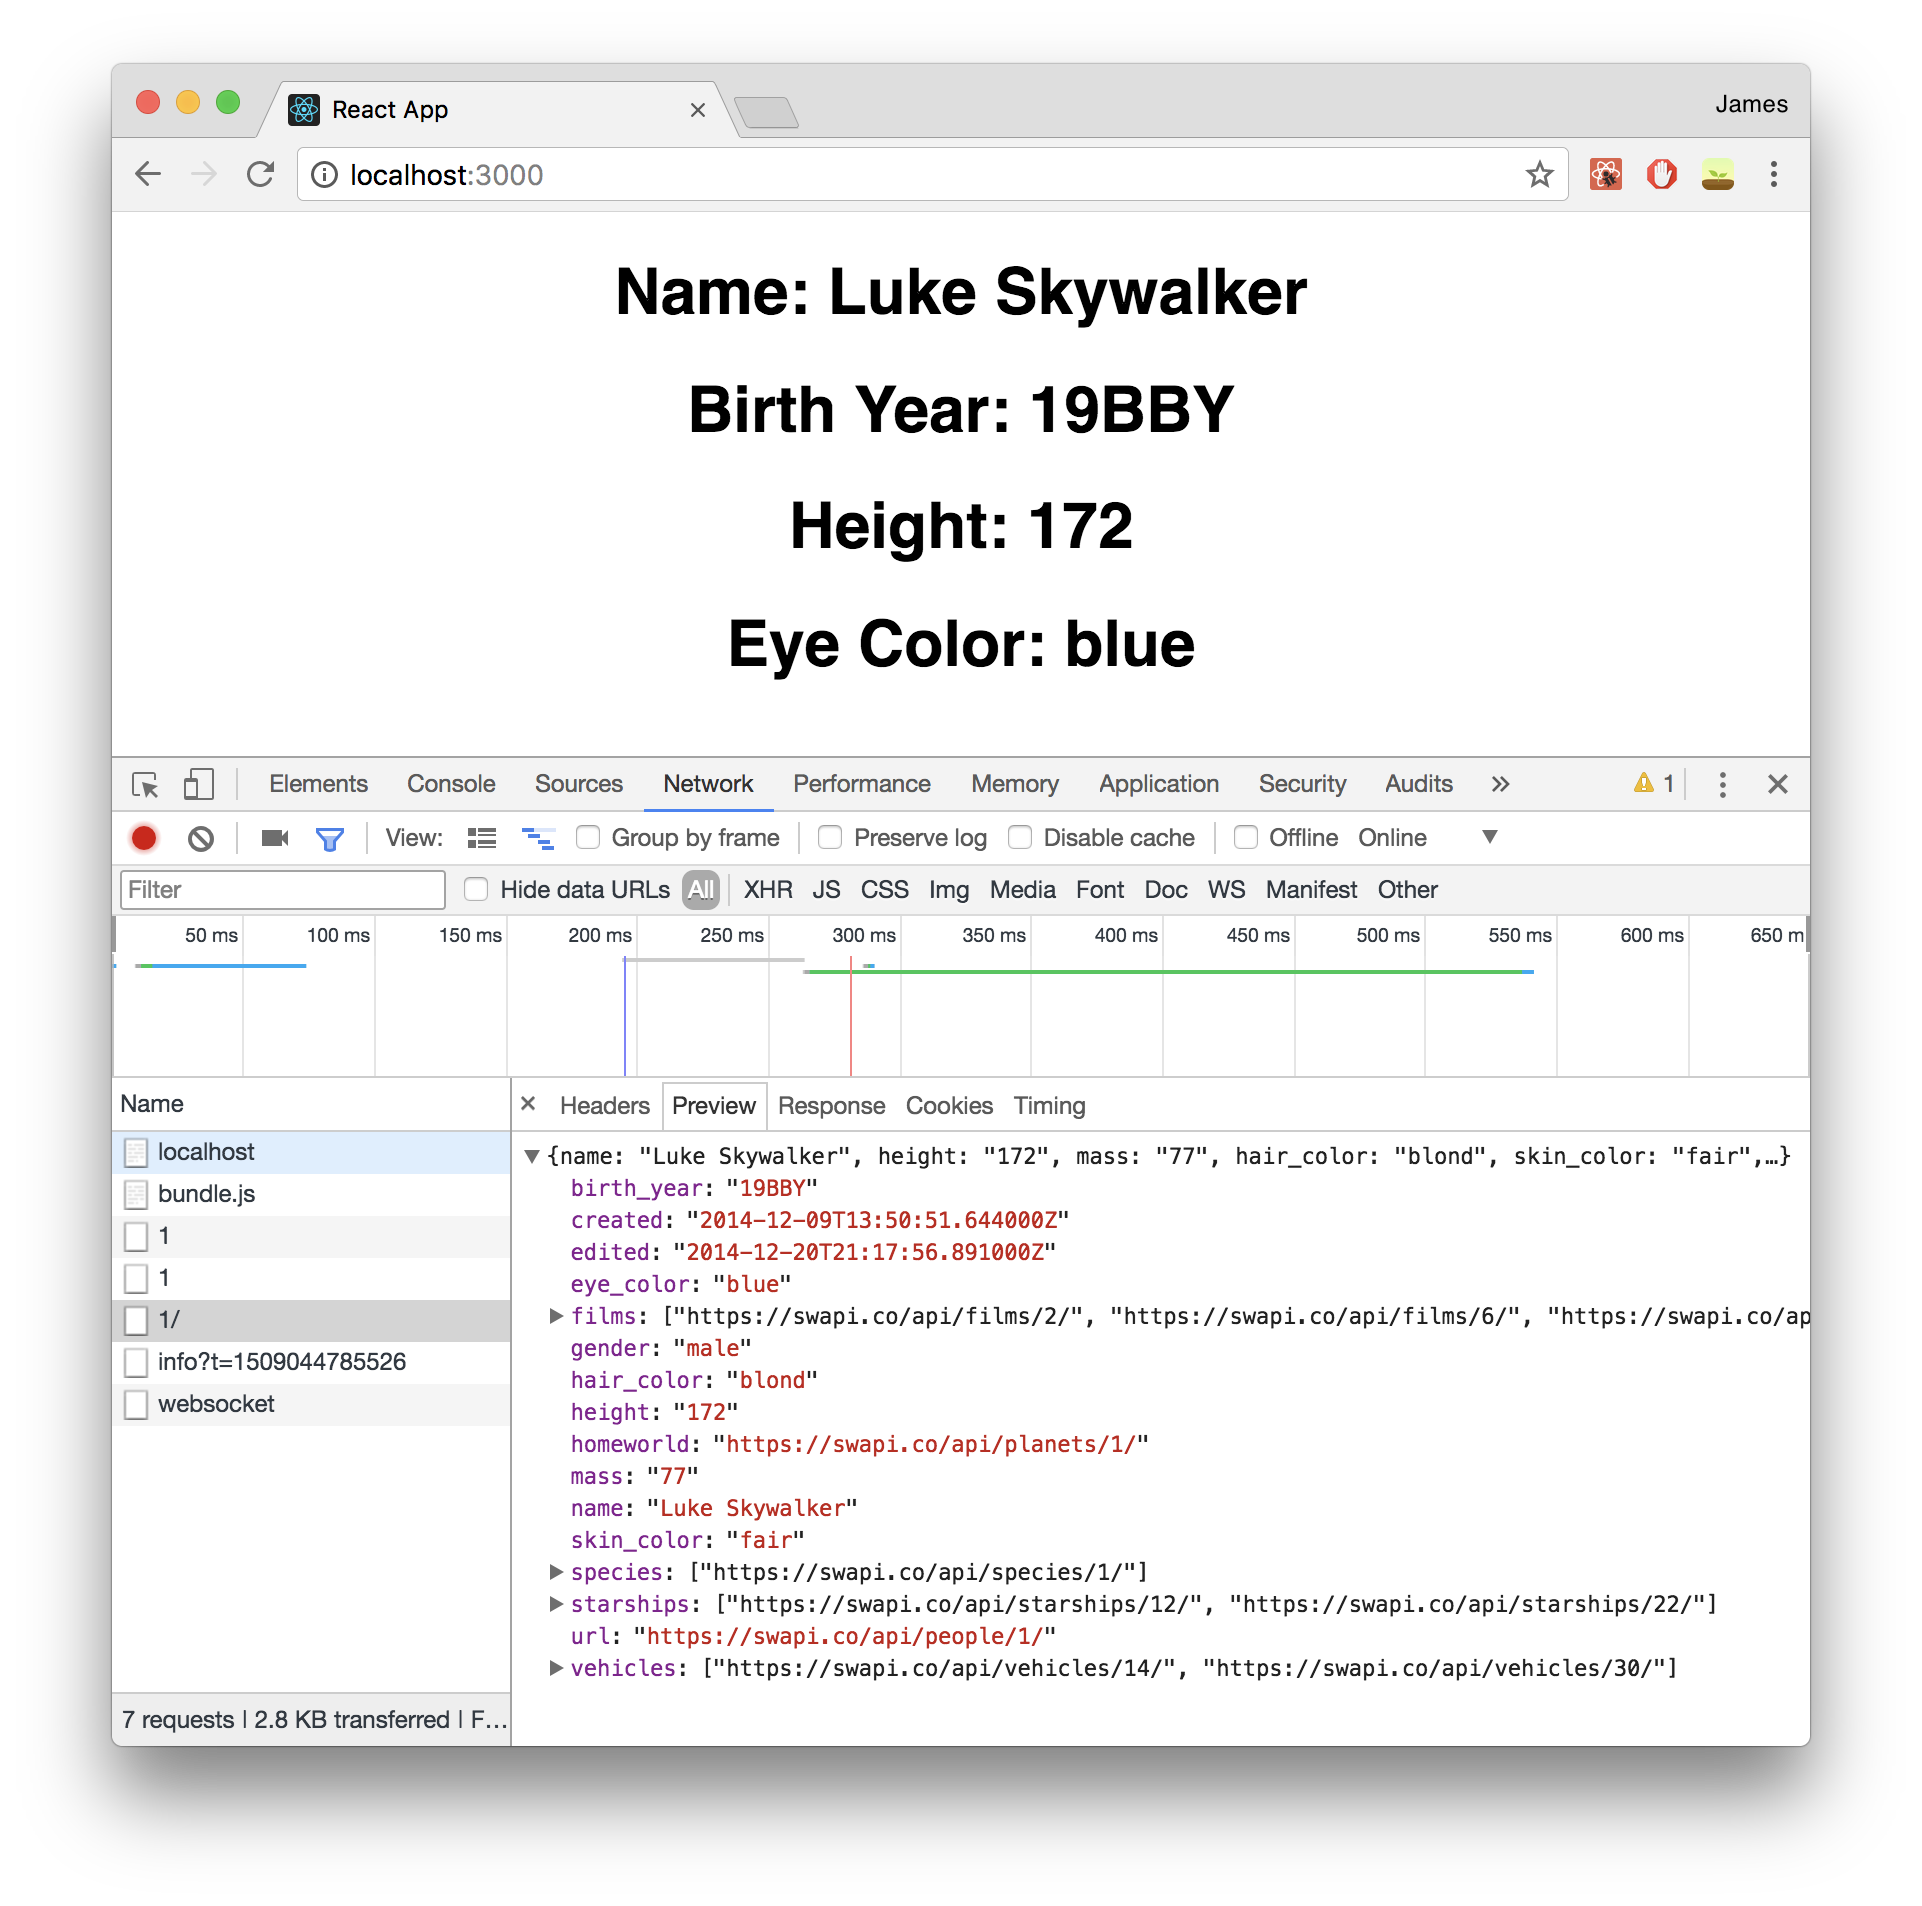 React App
James
localhost:3000
Name: Luke Skywalker
Birth Year: 19BBY
Height: 172
Eye Color: blue
Elements Console Sources Network Performance Memory Application Security Audits » 1
View: Group by frame Preserve log Disable cache Offline Online
Filter Hide data URLs All XHR JS CSS Img Media Font Doc WS Manifest Other
50 ms 100 ms 150 ms 200 ms 250 ms 300 ms 350 ms 400 ms 450 ms 500 ms 550 ms 600 ms 650 m
Name
localhost
bundle.js
1
1
1/
info?t=1509044785526
websocket
7 requests | 2.8 KB transferred | F...
Headers Preview Response Cookies Timing
{name: "Luke Skywalker", height: "172", mass: "77", hair_color: "blond", skin_color: "fair",…}
birth_year: "19BBY"
created: "2014-12-09T13:50:51.644000Z"
edited: "2014-12-20T21:17:56.891000Z"
eye_color: "blue"
films: ["https://swapi.co/api/films/2/", "https://swapi.co/api/films/6/", "https://swapi.co/ap
gender: "male"
hair_color: "blond"
height: "172"
homeworld: "https://swapi.co/api/planets/1/"
mass: "77"
name: "Luke Skywalker"
skin_color: "fair"
species: ["https://swapi.co/api/species/1/"]
starships: ["https://swapi.co/api/starships/12/", "https://swapi.co/api/starships/22/"]
url: "https://swapi.co/api/people/1/"
vehicles: ["https://swapi.co/api/vehicles/14/", "https://swapi.co/api/vehicles/30/"]